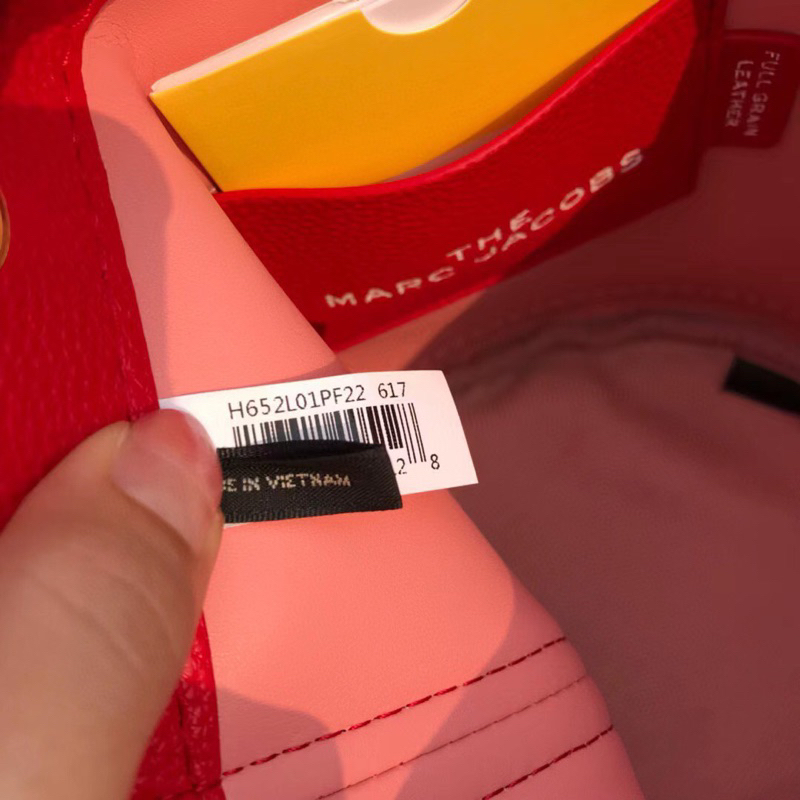 FULL GRAIN
LEATHER
THE
MARC JACOBS
H652L01PF22 617
2 8
E IN VIETNAM